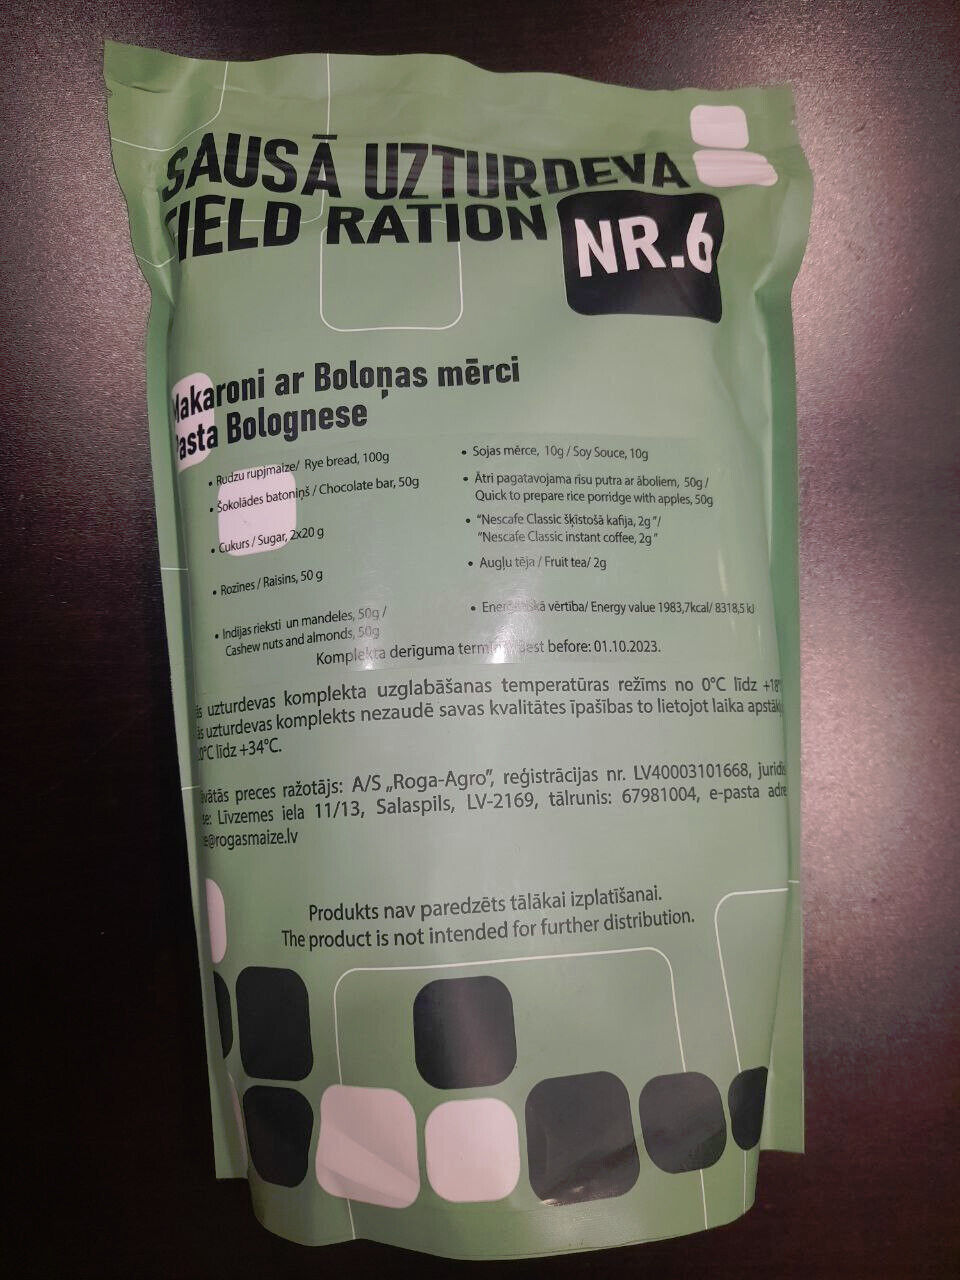 SAUSĀ UZTURDEVA
FIELD RATION
NR.6
Makaroni ar Boloņas mērci
Pasta Bolognese
• Rudzu rupjmaize/ Rye bread, 100g
• Šokolādes batoniņš / Chocolate bar, 50g
• Cukurs / Sugar, 2x20 g
• Rozīnes / Raisins, 50 g
• Indijas rieksti un mandeles, 50g /
Cashew nuts and almonds, 50g
• Sojas mērce, 10g / Soy Souce, 10g
• Ātri pagatavojama risu putra ar āboliem, 50g /
Quick to prepare rice porridge with apples, 50g
• "Nescafe Classic šķīstošā kafija, 2g"/
"Nescafe Classic instant coffee, 2g"
• Augļu tēja / Fruit tea/ 2g
• Enerģētiskā vērtība/ Energy value 1983,7kcal/ 8318,5 kJ
Komplekta derīguma termiņš/Best before: 01.10.2023.
uzturdevas komplekta uzglabāšanas temperatūras režīms no 0°C līdz +18°
uzturdevas komplekts nezaudē savas kvalitātes īpašības to lietojot laika apstākļ
0°C līdz +34°C.
preces ražotājs: A/S „Roga-Agro”, reģistrācijas nr. LV40003101668, juridi
se: Līvzemes iela 11/13, Salaspils, LV-2169, tālrunis: 67981004, e-pasta adre
e@rogasmaize.lv
Produkts nav paredzēts tālākai izplatīšanai.
The product is not intended for further distribution.